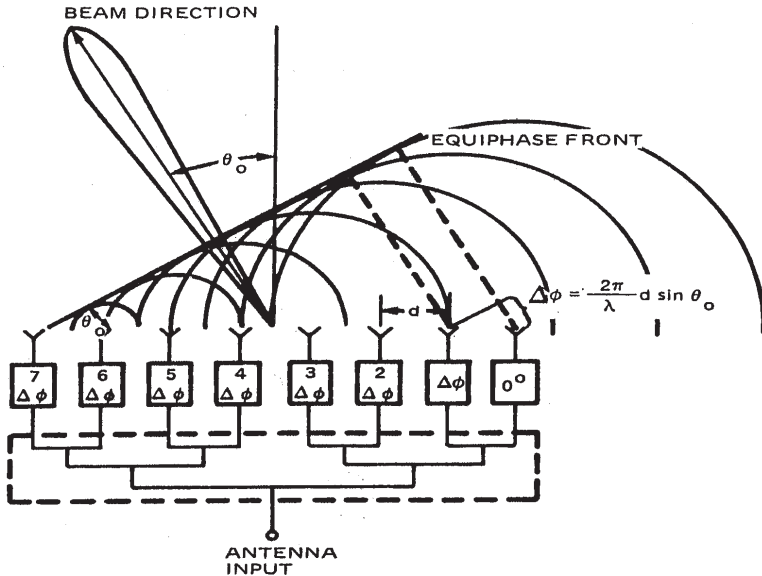 BEAM DIRECTION
θo
EQUIPHASE FRONT
θo
d
Δϕ = 2π/λ d sin θo
7 Δϕ
6 Δϕ
5 Δϕ
4 Δϕ
3 Δϕ
2 Δϕ
Δϕ
0°
ANTENNA
INPUT